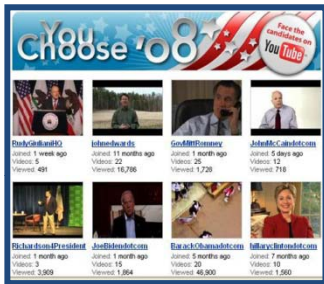 You Choose '08
Face the
candidates on
YouTube
RudyGiulianiHQ
Joined: 1 week ago
Videos: 5
Viewed: 491
johnedwards
Joined: 11 months ago
Videos: 22
Viewed: 16,786
GovMittRomney
Joined: 1 month ago
Videos: 25
Viewed: 1,726
JohnMcCaindotcom
Joined: 5 days ago
Videos: 12
Viewed: 718
Richardson4President
Joined: 1 month ago
Videos: 3
Viewed: 3,909
JoeBidendotcom
Joined: 1 month ago
Videos: 15
Viewed: 1,864
BarackObamadotcom
Joined: 5 months ago
Videos: 20
Viewed: 46,900
hillaryclintondotcom
Joined: 7 months ago
Videos: 10
Viewed: 1,560